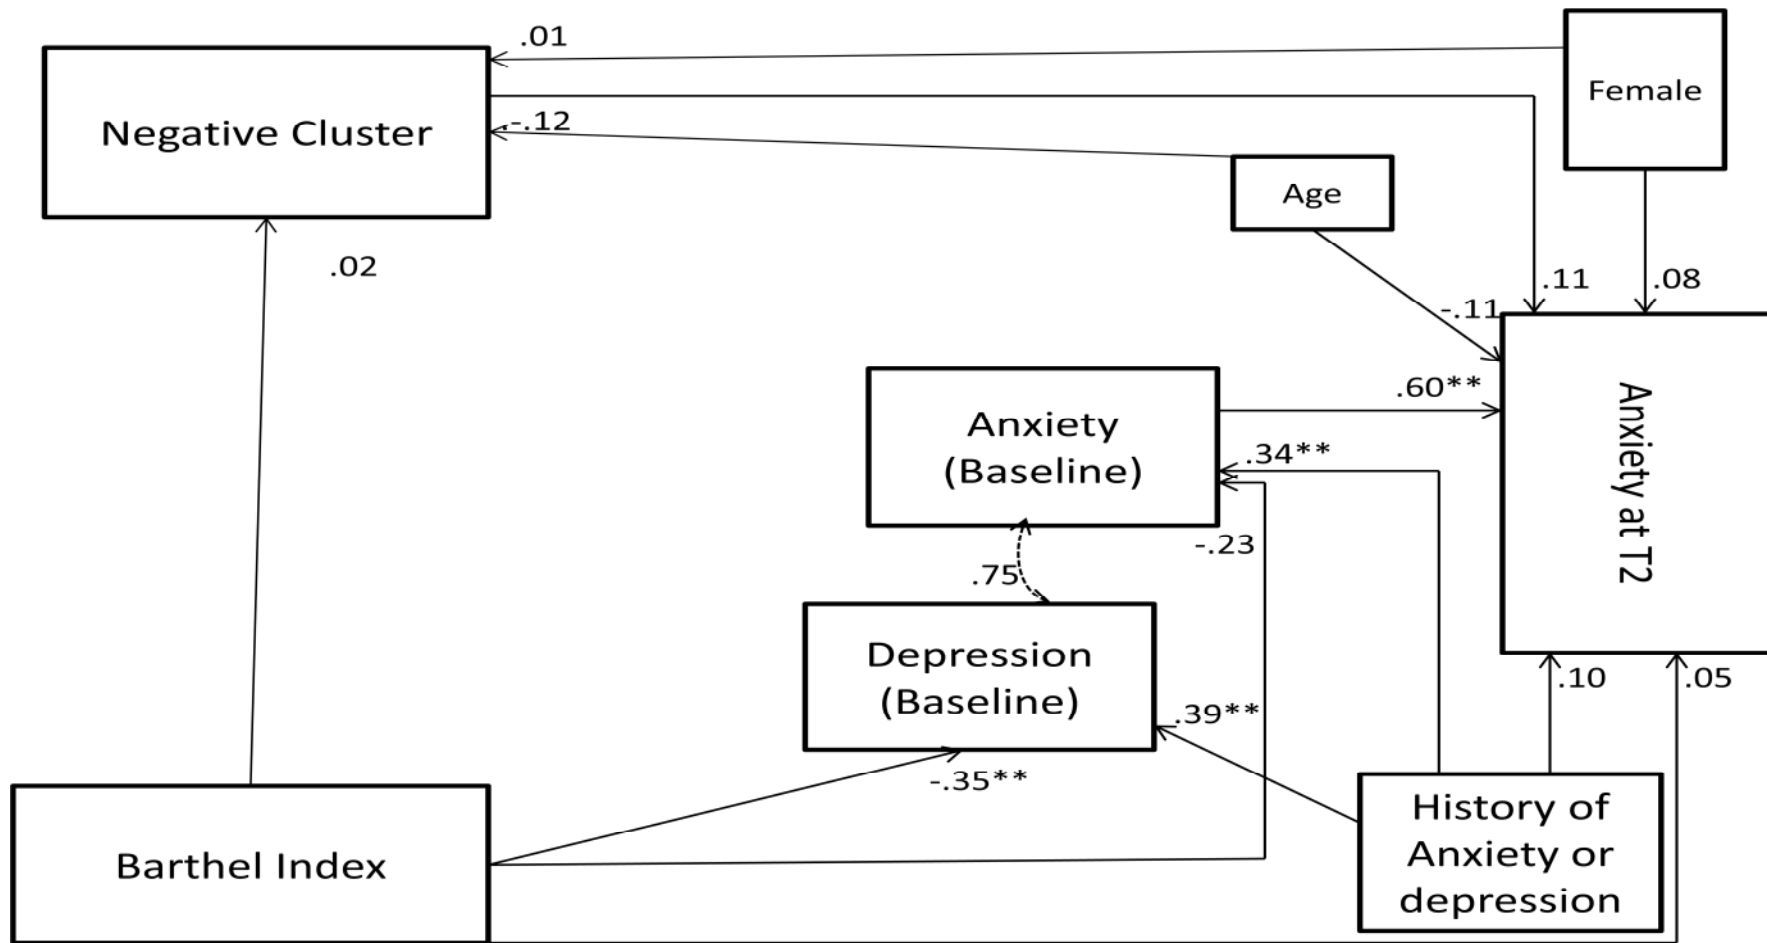 .01
Female
Negative Cluster
.-.12
Age
.02
.11
.08
-.11
Anxiety
(Baseline)
.60**
Anxiety at T2
.34**
-.23
.75
Depression
(Baseline)
.39**
.10
.05
-.35**
Barthel Index
History of
Anxiety or
depression